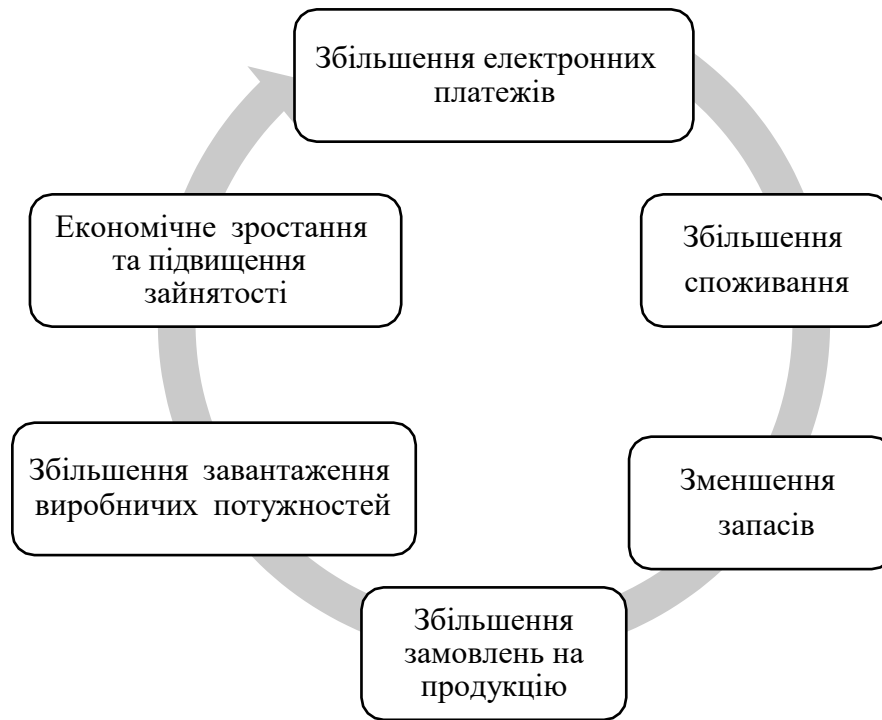 Збільшення електронних
платежів
Збільшення
споживання
Зменшення
запасів
Збільшення
замовлень на
продукцію
Збільшення завантаження
виробничих потужностей
Економічне зростання
та підвищення
зайнятості